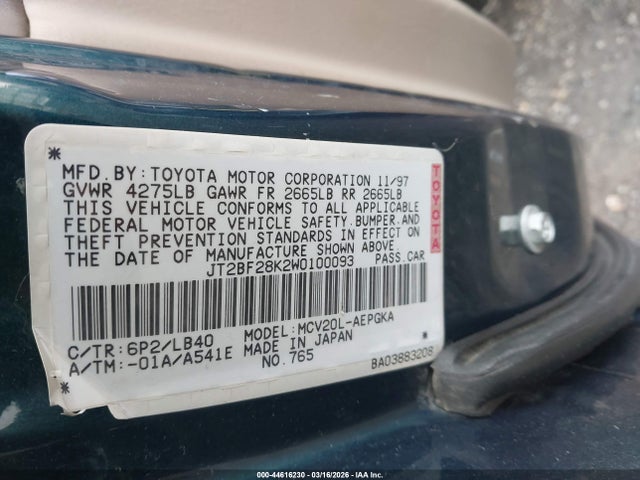 MFD. BY: TOYOTA MOTOR CORPORATION 11/97
GVWR 4275LB GAWR FR 2665LB RR 2665LB
THIS VEHICLE CONFORMS TO ALL APPLICABLE
FEDERAL MOTOR VEHICLE SAFETY, BUMPER, AND
THEFT PREVENTION STANDARDS IN EFFECT ON
THE DATE OF MANUFACTURE SHOWN ABOVE.
JT2BF28K2W0100093 PASS.CAR
TOYOTA
C/TR: 6P2/LB40 MODEL: MCV20L-AEPGKA
A/TM: -01A/A541E MADE IN JAPAN
NO.765 BA03883208
000-44616230 - 03/16/2026 - IAA Inc.